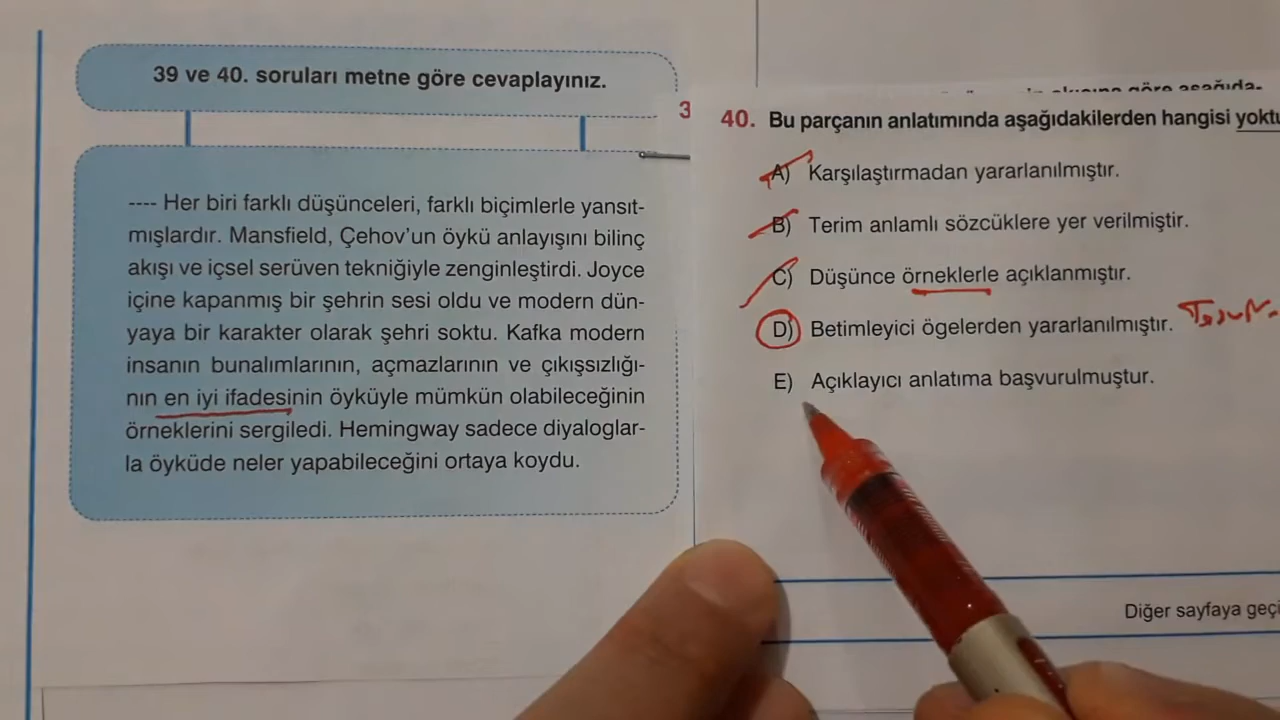 39 ve 40. soruları metne göre cevaplayınız.
---- Her biri farklı düşünceleri, farklı biçimlerle yansıt-
mışlardır. Mansfield, Çehov'un öykü anlayışını bilinç
akışı ve içsel serüven tekniğiyle zenginleştirdi. Joyce
içine kapanmış bir şehrin sesi oldu ve modern dün-
yaya bir karakter olarak şehri soktu. Kafka modern
insanın bunalımlarının, açmazlarının ve çıkışsızlığı-
nın en iyi ifadesinin öyküyle mümkün olabileceğinin
örneklerini sergiledi. Hemingway sadece diyaloglar-
la öyküde neler yapabileceğini ortaya koydu.
3
göre aşağıda-
40. Bu parçanın anlatımında aşağıdakilerden hangisi yoktu
A) Karşılaştırmadan yararlanılmıştır.
B) Terim anlamlı sözcüklere yer verilmiştir.
C) Düşünce örneklerle açıklanmıştır.
D) Betimleyici ögelerden yararlanılmıştır.
E) Açıklayıcı anlatıma başvurulmuştur.
Diğer sayfaya geçi